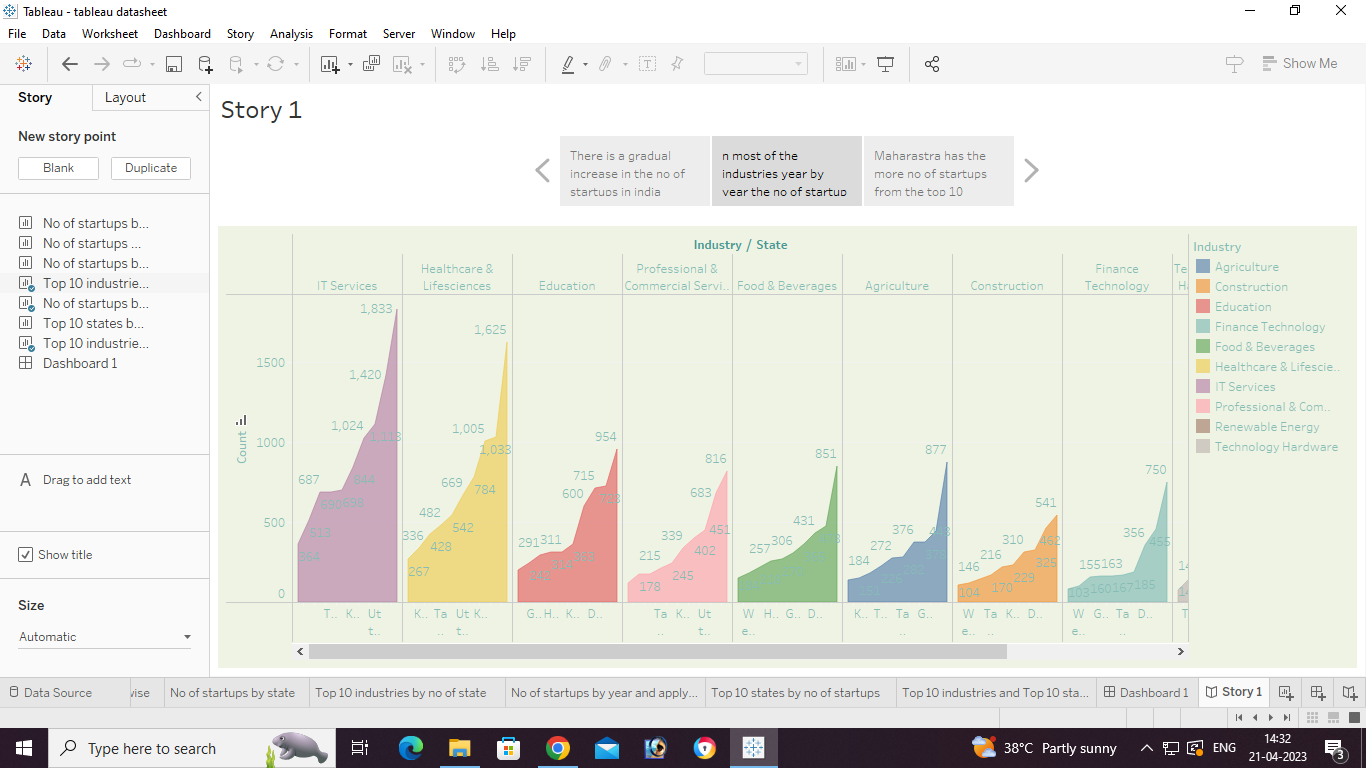 Tableau - tableau datasheet
File Data Worksheet Dashboard Story Analysis Format Server Window Help
Show Me
Story Layout
New story point
Blank Duplicate
No of startups b...
No of startups ...
No of startups b...
Top 10 industrie...
No of startups b...
Top 10 states b...
Top 10 industrie...
Dashboard 1
A Drag to add text
Show title
Size
Automatic
Story 1
There is a gradual
increase in the no of
startups in india
n most of the
industries year by
year the no of startup
Maharastra has the
more no of startups
from the top 10
Industry / State
IT Services
Healthcare &
Lifesciences
Education
Professional &
Commercial Servi..
Food & Beverages
Agriculture
Construction
Finance
Technology
Count
1500
1000
500
0
1,833
1,420
1,024
1,113
844
687
695
513
364
1,625
1,005
1,033
669
784
482
542
336
428
267
954
715
723
600
291 311
314
816
683
451
339
402
215
245
178
851
431
257 306
877
376
272
184
541
462
310
325
216
229
146
170
104
750
356
455
155 163
185
103 160 167
T.. K.. Ut
t..
K.. Ta
..
Ut
t..
K..
G.. H.. K.. D..
Ta
..
K.. Ut
t..
W
e..
H.. G.. D..
K.. T.. Ta
..
G..
W
e..
Ta
..
K.. D..
W
e..
G.. Ta
..
D..
Industry
Agriculture
Construction
Education
Finance Technology
Food & Beverages
Healthcare & Lifescie..
IT Services
Professional & Com..
Renewable Energy
Technology Hardware
Data Source wise No of startups by state Top 10 industries by no of state No of startups by year and apply... Top 10 states by no of startups Top 10 industries and Top 10 sta... Dashboard 1 Story 1
Type here to search
38°C Partly sunny
ENG
14:32
21-04-2023
3